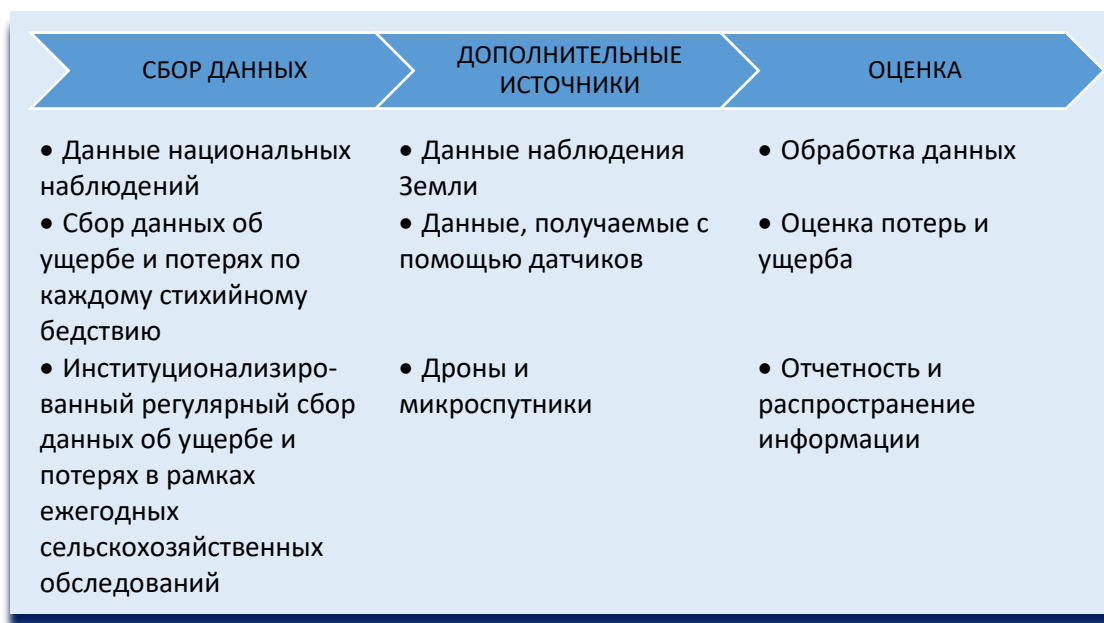 СБОР ДАННЫХ
ДОПОЛНИТЕЛЬНЫЕ
ИСТОЧНИКИ
ОЦЕНКА
• Данные национальных
наблюдений
• Сбор данных об
ущербе и потерях по
каждому стихийному
бедствию
• Институционализиро-
ванный регулярный сбор
данных об ущербе и
потерях в рамках
ежегодных
сельскохозяйственных
обследований
• Данные наблюдения
Земли
• Данные, получаемые с
помощью датчиков
• Дроны и
микроспутники
• Обработка данных
• Оценка потерь и
ущерба
• Отчетность и
распространение
информации